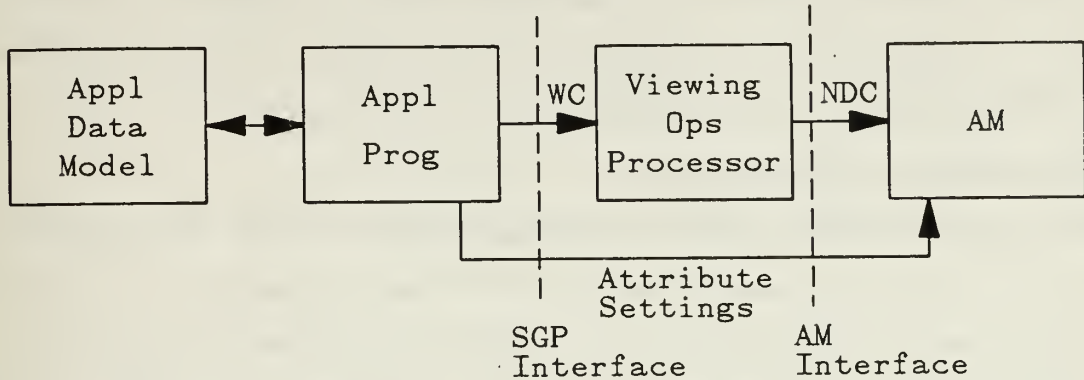 Appl
Data
Model
Appl
Prog
WC
Viewing
Ops
Processor
NDC
AM
Attribute
Settings
SGP
Interface
AM
Interface